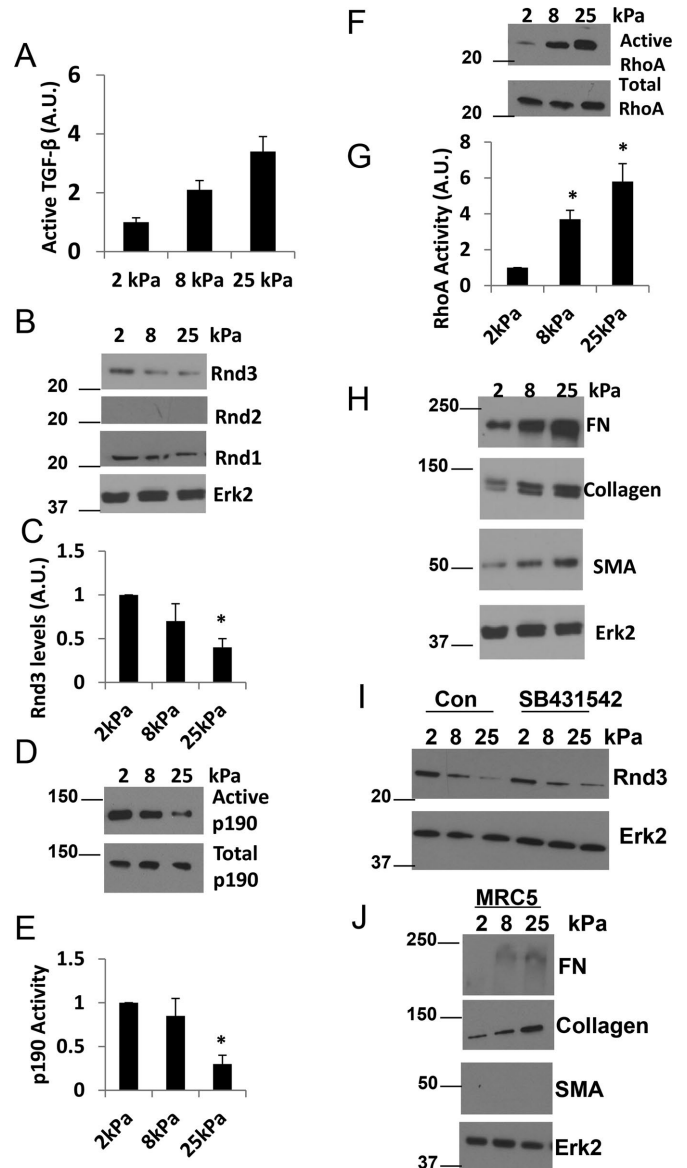 A
Active TGF-β (A.U.)
6
4
2
0
2 kPa 8 kPa 25 kPa
B
2 8 25 kPa
Rnd3
20
Rnd2
20
Rnd1
20
Erk2
37
C
Rnd3 levels (A.U.)
1.5
1
0.5
0
*
2kPa 8kPa 25kPa
D
2 8 25 kPa
150
Active
p190
150
Total
p190
E
p190 Activity
1.5
1
0.5
0
*
2kPa 8kPa 25kPa
F
2 8 25 kPa
Active
RhoA
20
Total
RhoA
20
G
RhoA Activity (A.U.)
8
6
4
2
0
* *
2kPa 8kPa 25kPa
H
2 8 25 kPa
250
FN
150
Collagen
50
SMA
37
Erk2
I
Con SB431542
2 8 25 2 8 25 kPa
Rnd3
20
Erk2
37
J
MRC5
2 8 25 kPa
250
FN
150
Collagen
50
SMA
Erk2
37